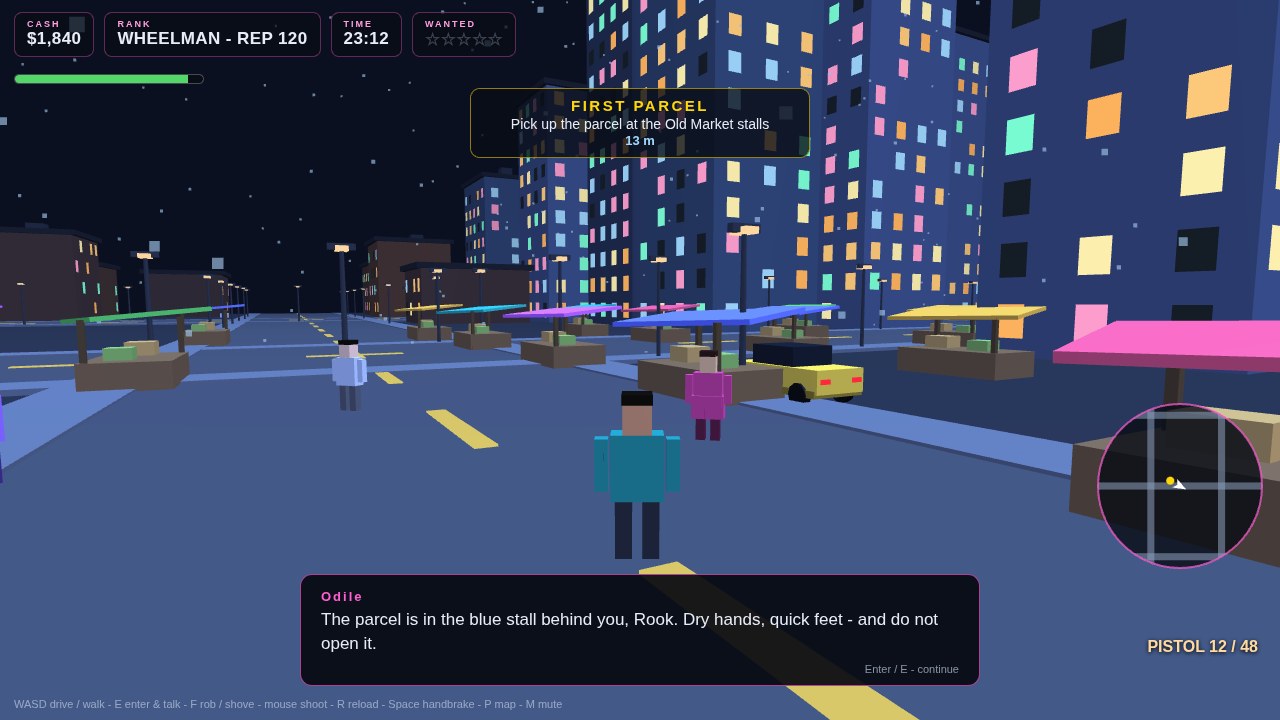 CASH
$1,840
RANK
WHEELMAN - REP 120
TIME
23:12
WANTED
☆☆☆☆☆
FIRST PARCEL
Pick up the parcel at the Old Market stalls
13 m
Odile
The parcel is in the blue stall behind you, Rook. Dry hands, quick feet - and do not
open it.
Enter / E - continue
PISTOL 12 / 48
WASD drive / walk - E enter & talk - F rob / shove - mouse shoot - R reload - Space handbrake - P map - M mute